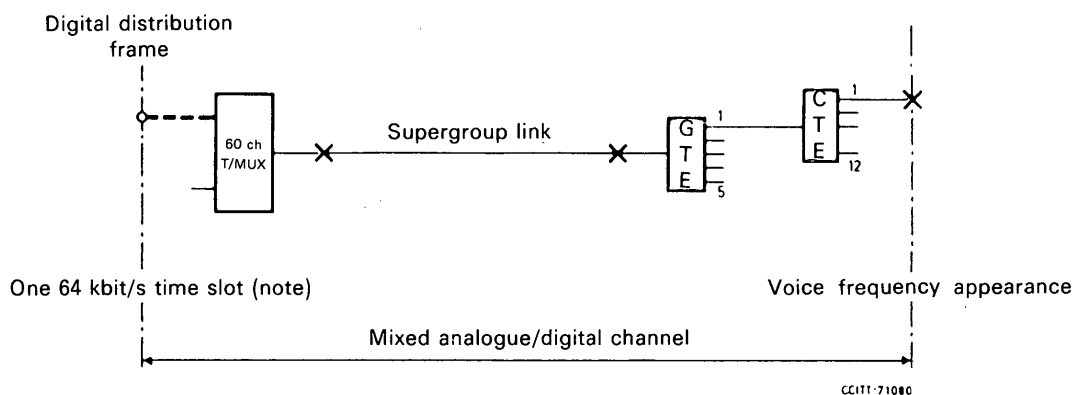 Digital distribution
frame
60 ch
T/MUX
Supergroup link
G
T
E
1
5
C
T
E
1
12
One 64 kbit/s time slot (note)
Voice frequency appearance
Mixed analogue/digital channel
CCITT-71080